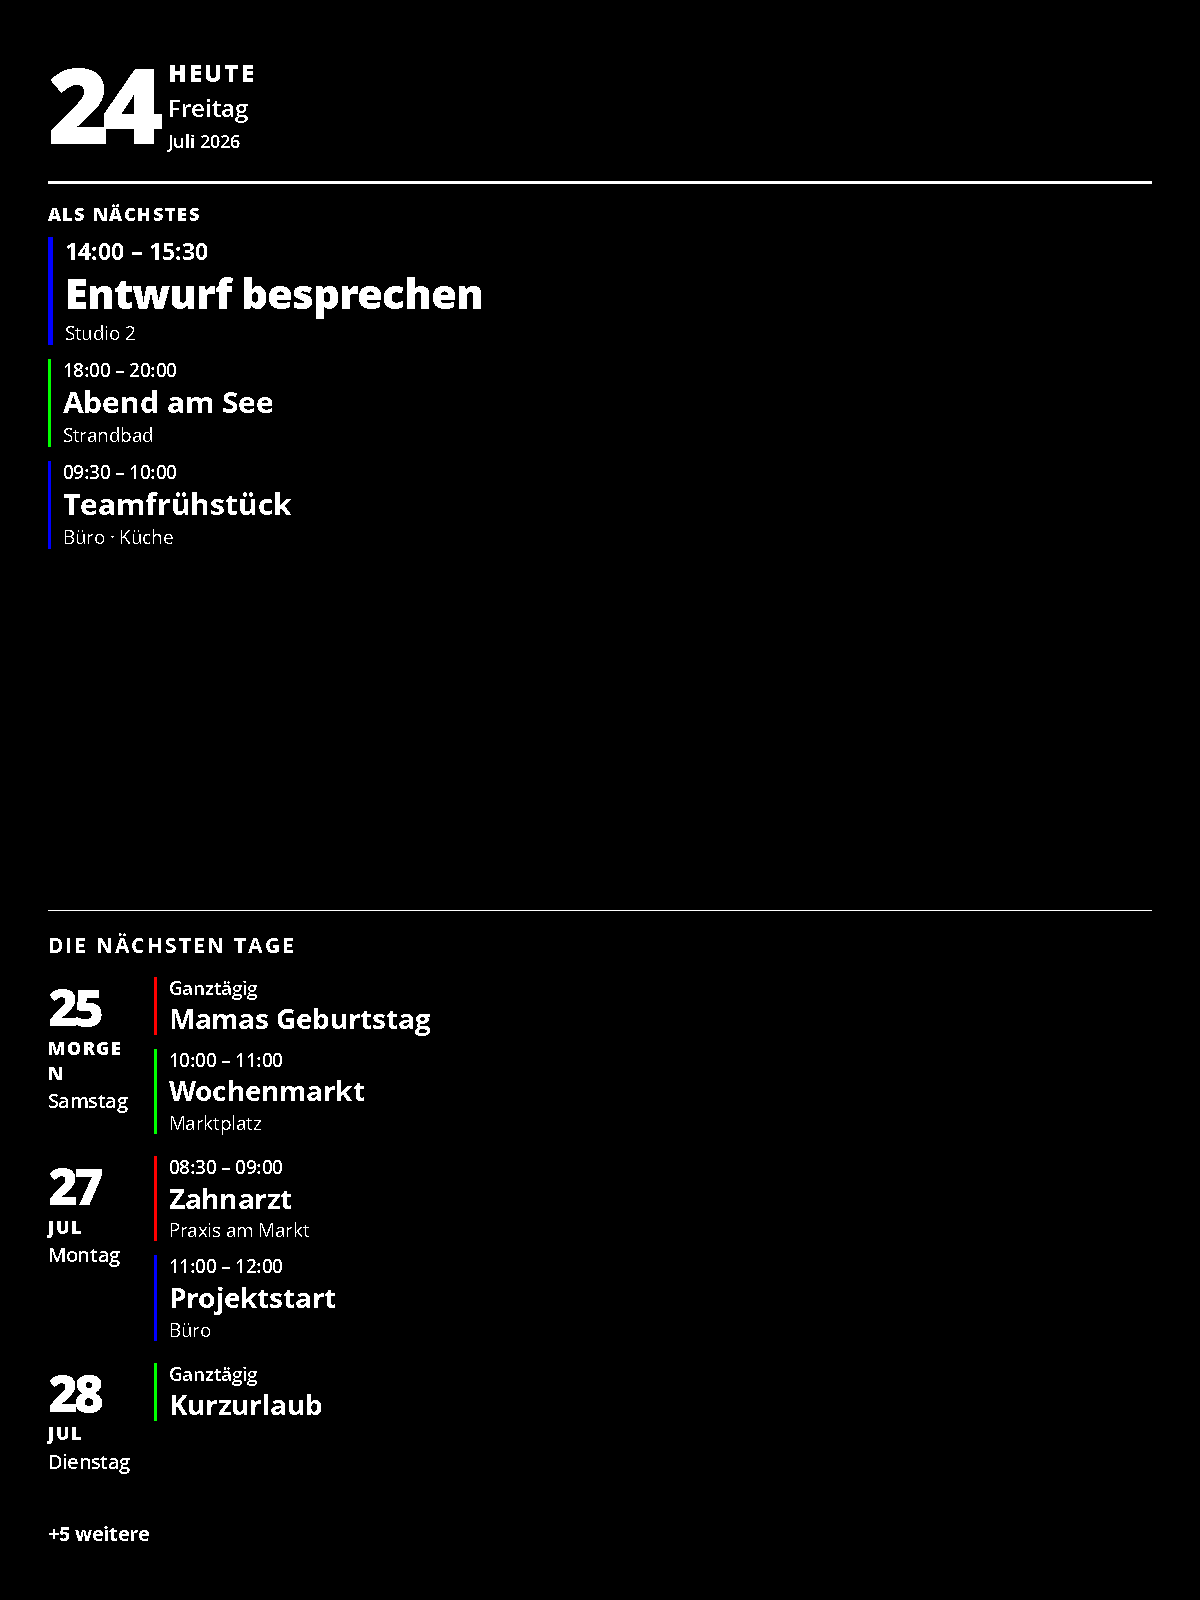 24
HEUTE
Freitag
Juli 2026
ALS NÄCHSTES
14:00 – 15:30
Entwurf besprechen
Studio 2
18:00 – 20:00
Abend am See
Strandbad
09:30 – 10:00
Teamfrühstück
Büro · Küche
DIE NÄCHSTEN TAGE
25
MORGE
N
Samstag
Ganztägig
Mamas Geburtstag
10:00 – 11:00
Wochenmarkt
Marktplatz
27
JUL
Montag
08:30 – 09:00
Zahnarzt
Praxis am Markt
11:00 – 12:00
Projektstart
Büro
28
JUL
Dienstag
Ganztägig
Kurzurlaub
+5 weitere